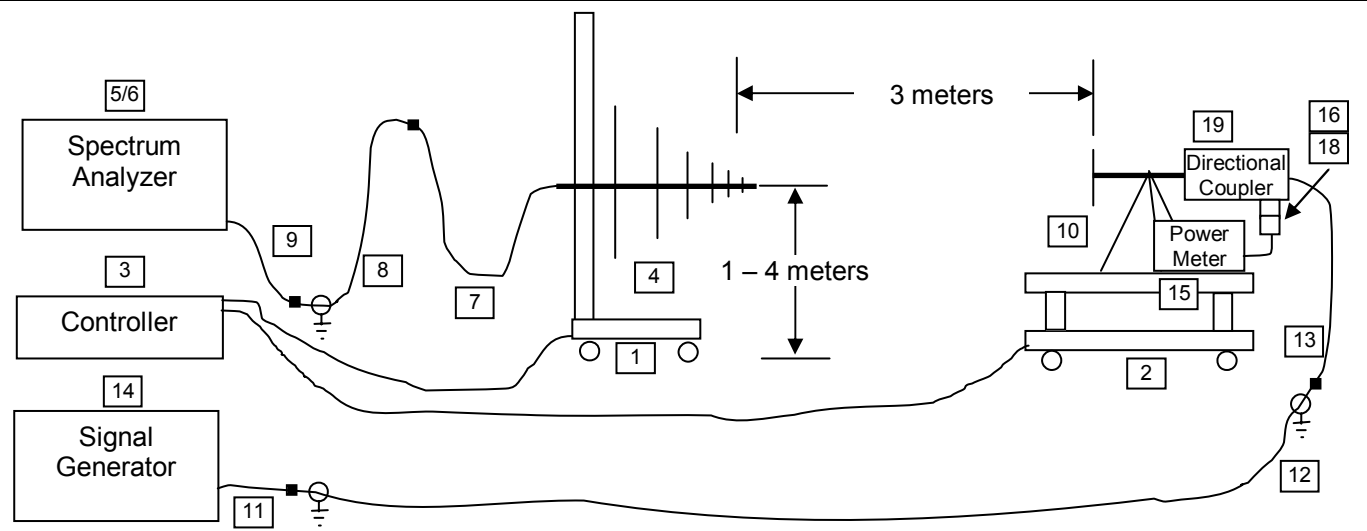 5/6
Spectrum
Analyzer
9
8
7
3
Controller
14
Signal
Generator
11
4
1
3 meters
1 – 4 meters
19
16
18
Directional
Coupler
10
Power
Meter
15
2
13
12